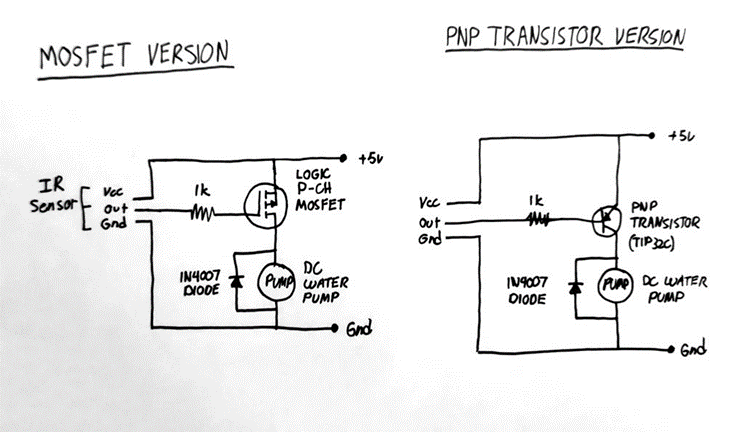 MOSFET VERSION
+5v
IR
Sensor
Vcc
Out
Gnd
1k
LOGIC
P-CH
MOSFET
1N4007
DIODE
PUMP
DC
WATER
PUMP
Gnd
PNP TRANSISTOR VERSION
+5v
Vcc
Out
Gnd
1k
PNP
TRANSISTOR
(TIP32C)
1N4007
DIODE
PUMP
DC WATER
PUMP
Gnd